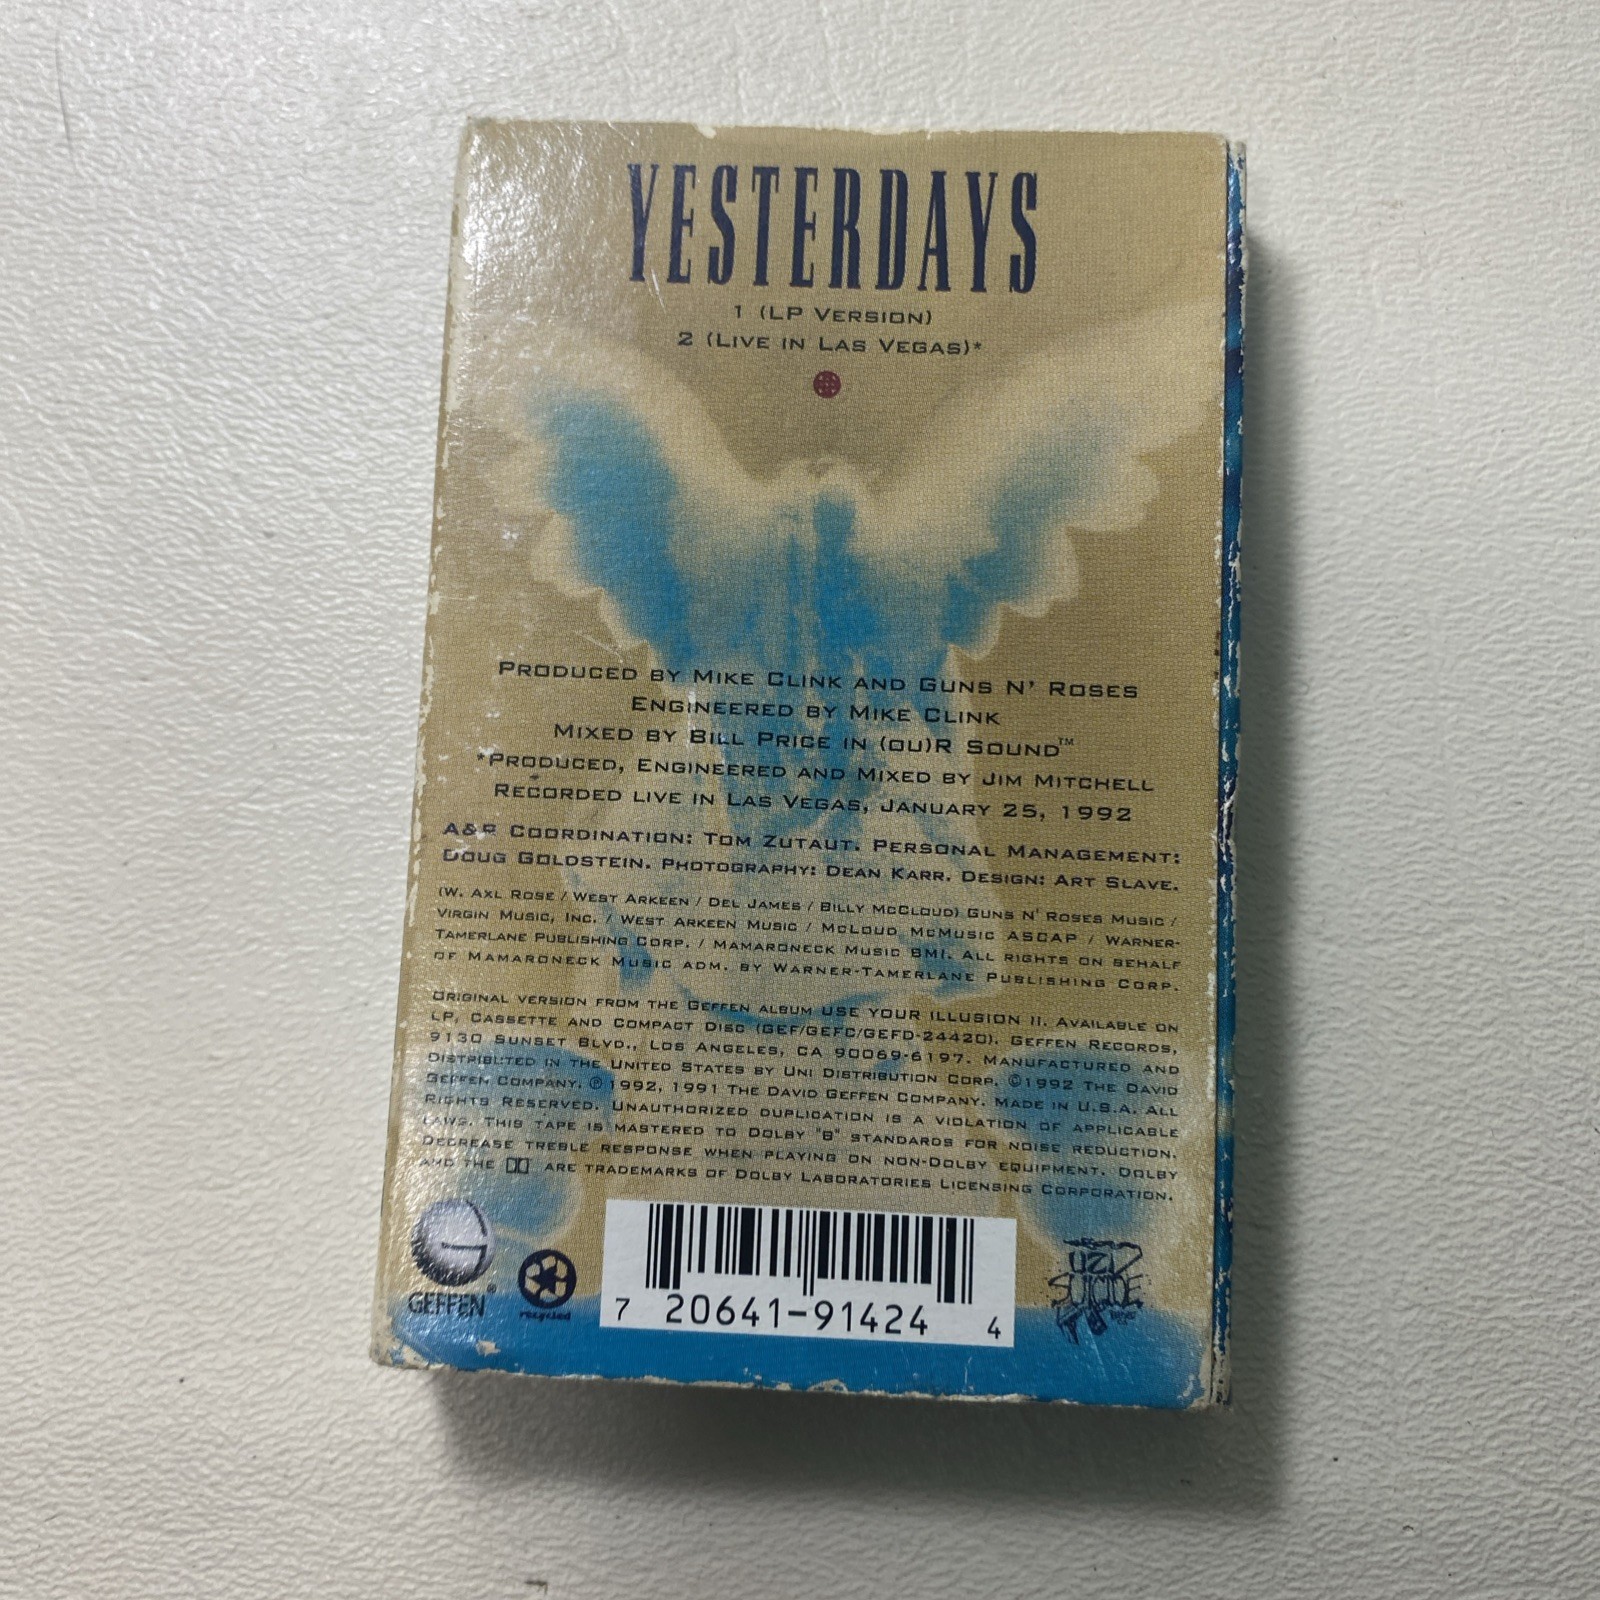 YESTERDAYS
1 (LP VERSION)
2 (LIVE IN LAS VEGAS)*
PRODUCED BY MIKE CLINK AND GUNS N' ROSES
ENGINEERED BY MIKE CLINK
MIXED BY BILL PRICE IN (OU)R SOUND™
*PRODUCED, ENGINEERED AND MIXED BY JIM MITCHELL
RECORDED LIVE IN LAS VEGAS, JANUARY 25, 1992
A&R COORDINATION: TOM ZUTAUT. PERSONAL MANAGEMENT:
DOUG GOLDSTEIN. PHOTOGRAPHY: DEAN KARR. DESIGN: ART SLAVE.
(W. AXL ROSE / WEST ARKEEN / DEL JAMES / BILLY MCCLOUD) GUNS N' ROSES MUSIC /
VIRGIN MUSIC, INC. / WEST ARKEEN MUSIC / MCLOUD MCMUSIC ASCAP / WARNER-
TAMERLANE PUBLISHING CORP. / MAMARONECK MUSIC BMI. ALL RIGHTS ON BEHALF
OF MAMARONECK MUSIC ADM. BY WARNER-TAMERLANE PUBLISHING CORP.
ORIGINAL VERSION FROM THE GEFFEN ALBUM USE YOUR ILLUSION II. AVAILABLE ON
LP, CASSETTE AND COMPACT DISC (GEF/GEFC/GEFD-24420). GEFFEN RECORDS,
9130 SUNSET BLVD., LOS ANGELES, CA 90069-6197. MANUFACTURED AND
DISTRIBUTED IN THE UNITED STATES BY UNI DISTRIBUTION CORP. ©1992 THE DAVID
GEFFEN COMPANY. ℗1992, 1991 THE DAVID GEFFEN COMPANY. MADE IN U.S.A. ALL
RIGHTS RESERVED. UNAUTHORIZED DUPLICATION IS A VIOLATION OF APPLICABLE
LAWS. THIS TAPE IS MASTERED TO DOLBY "B" STANDARDS FOR NOISE REDUCTION.
DECREASE TREBLE RESPONSE WHEN PLAYING ON NON-DOLBY EQUIPMENT. DOLBY
AND THE ARE TRADEMARKS OF DOLBY LABORATORIES LICENSING CORPORATION.
GEFFEN®
recycled
7 20641-91424 4
UZI
SUICIDE